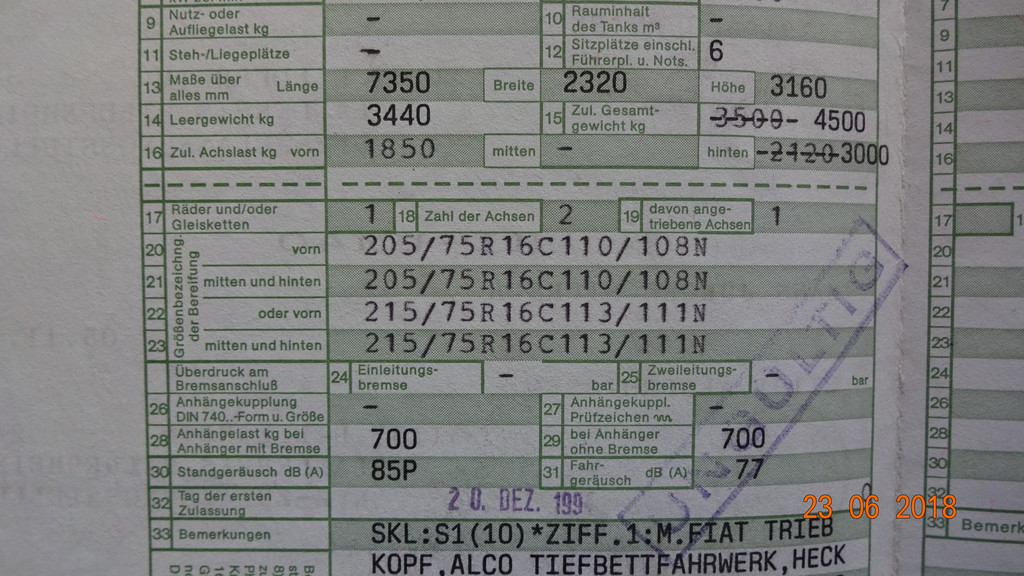 9 Nutz- oder Aufliegelast kg - 10 Rauminhalt des Tanks m³ -
11 Steh-/Liegeplätze - 12 Sitzplätze einschl. Führerpl. u. Nots. 6
13 Maße über alles mm Länge 7350 Breite 2320 Höhe 3160
14 Leergewicht kg 3440 15 Zul. Gesamt-gewicht kg 3500- 4500
16 Zul. Achslast kg vorn 1850 mitten - hinten -2120-3000
17 Räder und/oder Gleisketten 1 18 Zahl der Achsen 2 19 davon ange-triebene Achsen 1
Größenbezeichng. der Bereifung
20 vorn 205/75R16C110/108N
21 mitten und hinten 205/75R16C110/108N
22 oder vorn 215/75R16C113/111N
23 mitten und hinten 215/75R16C113/111N
Überdruck am Bremsanschluß 24 Einleitungs-bremse - bar 25 Zweileitungs-bremse - bar
26 Anhängekupplung DIN 740..-Form u. Größe - 27 Anhängekuppl. Prüfzeichen -
28 Anhängelast kg bei Anhänger mit Bremse 700 29 bei Anhänger ohne Bremse 700
30 Standgeräusch dB (A) 85P 31 Fahr-geräusch dB (A) 77
32 Tag der ersten Zulassung 20. DEZ. 199
33 Bemerkungen SKL:S1(10)*ZIFF.1:M.FIAT TRIEB
KOPF,ALCO TIEFBETTFAHRWERK,HECK
UNGÜLTIG
7
9
11
13
14
16
17
20
21
22
23
24
26
28
30
32
33 Bemerk
23 06 2018